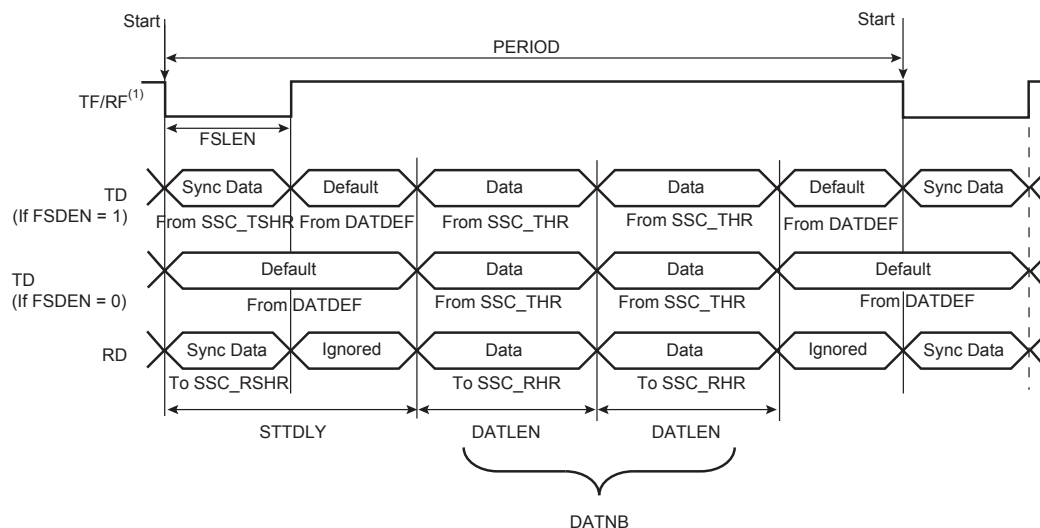 Start
Start
PERIOD
TF/RF(1)
FSLEN
TD
(If FSDEN = 1)
Sync Data
Default
Data
Data
Default
Sync Data
From SSC_TSHR
From DATDEF
From SSC_THR
From SSC_THR
From DATDEF
TD
(If FSDEN = 0)
Default
Data
Data
Default
From DATDEF
From SSC_THR
From SSC_THR
From DATDEF
RD
Sync Data
Ignored
Data
Data
Ignored
Sync Data
To SSC_RSHR
To SSC_RHR
To SSC_RHR
STTDLY
DATLEN
DATLEN
DATNB